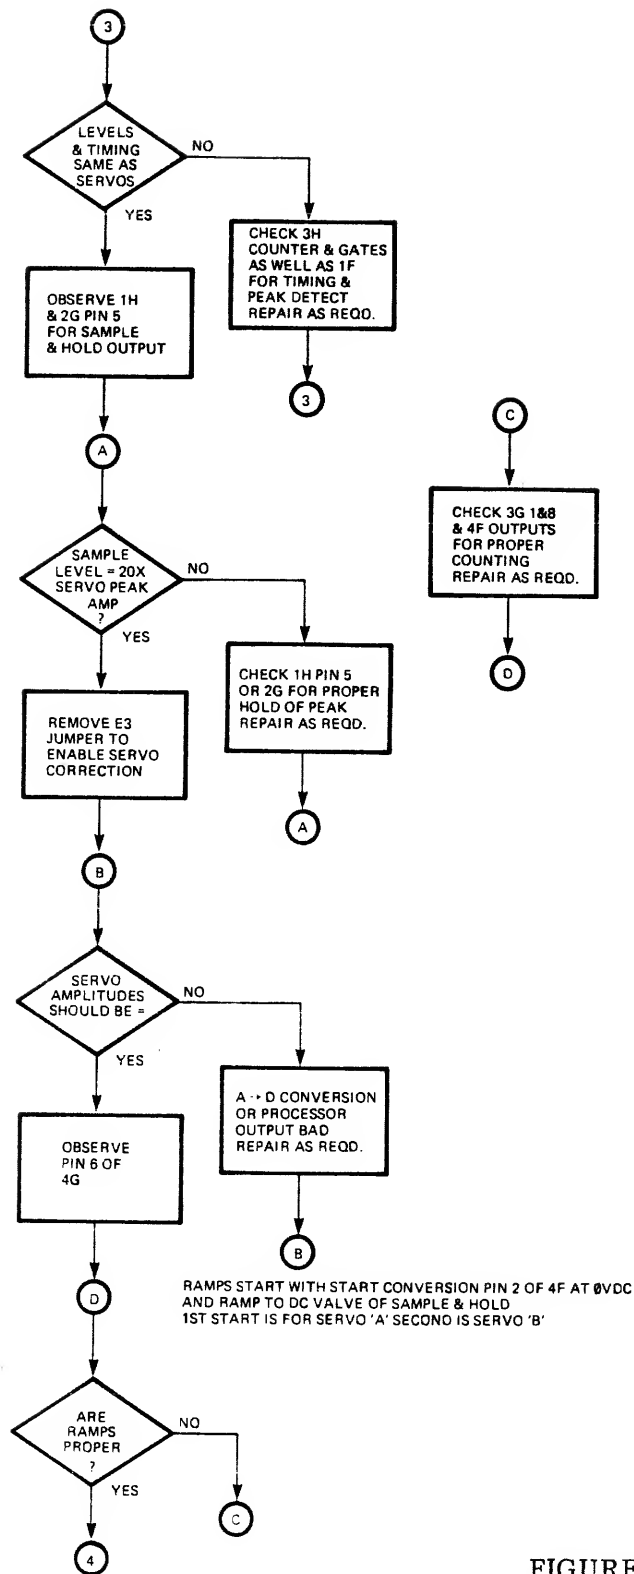 3
LEVELS
& TIMING
SAME AS
SERVOS
NO
YES
CHECK 3H
COUNTER & GATES
AS WELL AS 1F
FOR TIMING &
PEAK DETECT
REPAIR AS REQD.
3
OBSERVE 1H
& 2G PIN 5
FOR SAMPLE
& HOLD OUTPUT
A
SAMPLE
LEVEL = 20X
SERVO PEAK
AMP
?
NO
YES
CHECK 1H PIN 5
OR 2G FOR PROPER
HOLD OF PEAK
REPAIR AS REQD.
A
REMOVE E3
JUMPER TO
ENABLE SERVO
CORRECTION
B
SERVO
AMPLITUDES
SHOULD BE =
NO
YES
A → D CONVERSION
OR PROCESSOR
OUTPUT BAD
REPAIR AS REQD.
B
OBSERVE
PIN 6 OF
4G
D
RAMPS START WITH START CONVERSION PIN 2 OF 4F AT 0VDC
AND RAMP TO DC VALVE OF SAMPLE & HOLD
1ST START IS FOR SERVO 'A' SECOND IS SERVO 'B'
ARE
RAMPS
PROPER
?
NO
YES
C
4
C
CHECK 3G 1&8
& 4F OUTPUTS
FOR PROPER
COUNTING
REPAIR AS REQD.
D
FIGURE